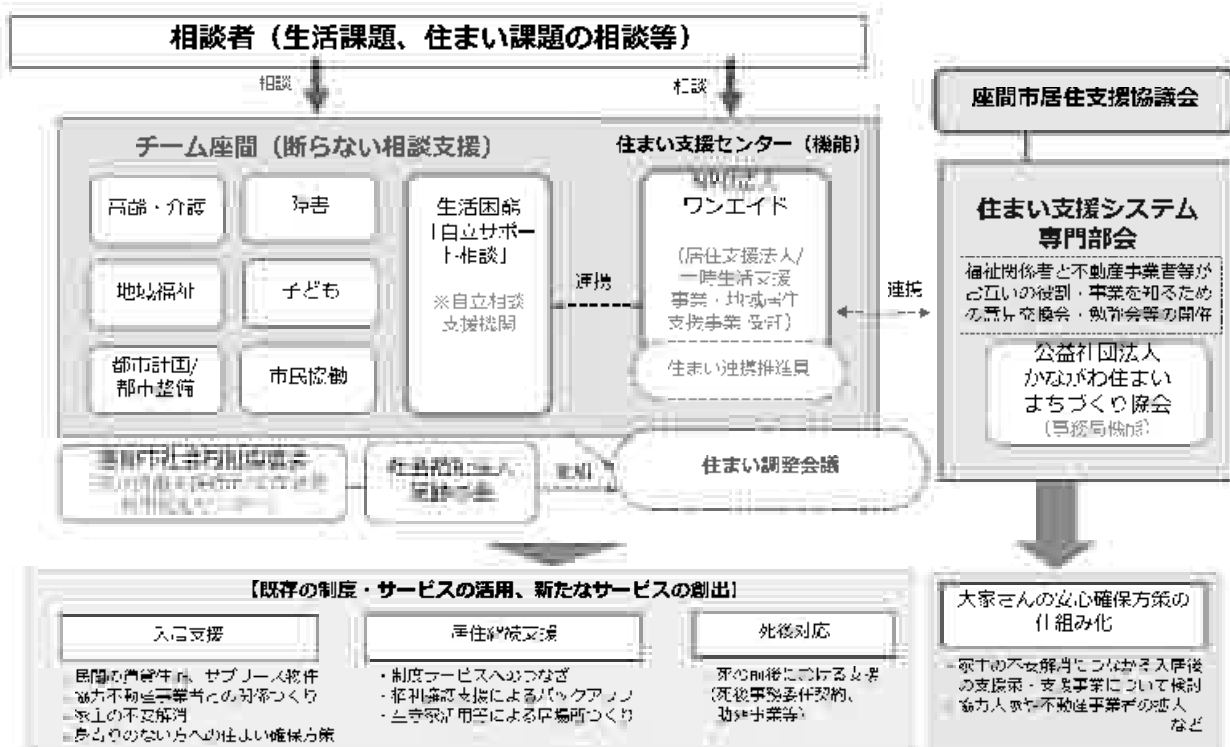 相談者（生活課題、住まい課題の相談等）
相談
相談
座間市居住支援協議会
チーム座間（断らない相談支援）
高齢・介護
障害
地域福祉
子ども
都市計画/
都市整備
市民協働
生活困窮
「自立サポー
ト相談」
※自立相談
支援機関
連携
住まい支援センター（機能）
ワンエイド
（居住支援法人/
一時生活支援
事業・地域居住
支援事業 受託）
住まい連携推進員
連携
住まい支援システム
専門部会
福祉関係者と不動産事業者等が
お互いの役割・事業を知るため
の意見交換会・勉強会等の開催
公益社団法人
かながわ住まい
まちづくり協会
（事務局機能）
座間市社会福祉協議会
社会福祉法人
住まい調整会議
【既存の制度・サービスの活用、新たなサービスの創出】
入居支援
・民間の賃貸住宅、サブリース物件
・協力不動産事業者との関係づくり
・家主の不安解消
・身寄りのない方への住まい確保方策
居住継続支援
・制度サービスへのつなぎ
・権利擁護支援によるバックアップ
・空き家活用等による居場所づくり
死後対応
・死の前後における支援
（死後事務委任契約、
事業等）
大家さんの安心確保方策の
仕組み化
・家主の不安解消につながる入居後
の支援策・支援事業について検討
・協力大家や不動産事業者の拡大
など